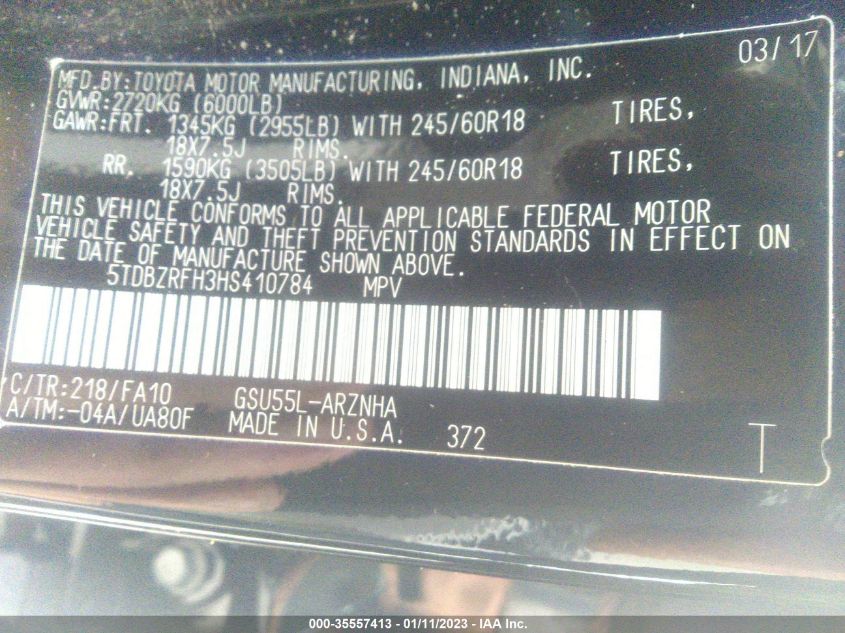 03/17
MFD.BY:TOYOTA MOTOR MANUFACTURING, INDIANA, INC.
GVWR:2720KG (6000LB)
GAWR:FRT. 1345KG (2955LB) WITH 245/60R18 TIRES,
18X7.5J RIMS.
RR. 1590KG (3505LB) WITH 245/60R18 TIRES,
18X7.5J RIMS.
THIS VEHICLE CONFORMS TO ALL APPLICABLE FEDERAL MOTOR
VEHICLE SAFETY AND THEFT PREVENTION STANDARDS IN EFFECT ON
THE DATE OF MANUFACTURE SHOWN ABOVE.
5TDBZRFH3HS410784 MPV
C/TR:218/FA10 GSU55L-ARZNHA
A/TM:-04A/UA80F MADE IN U.S.A. 372 T
000-35557413 - 01/11/2023 - IAA Inc.